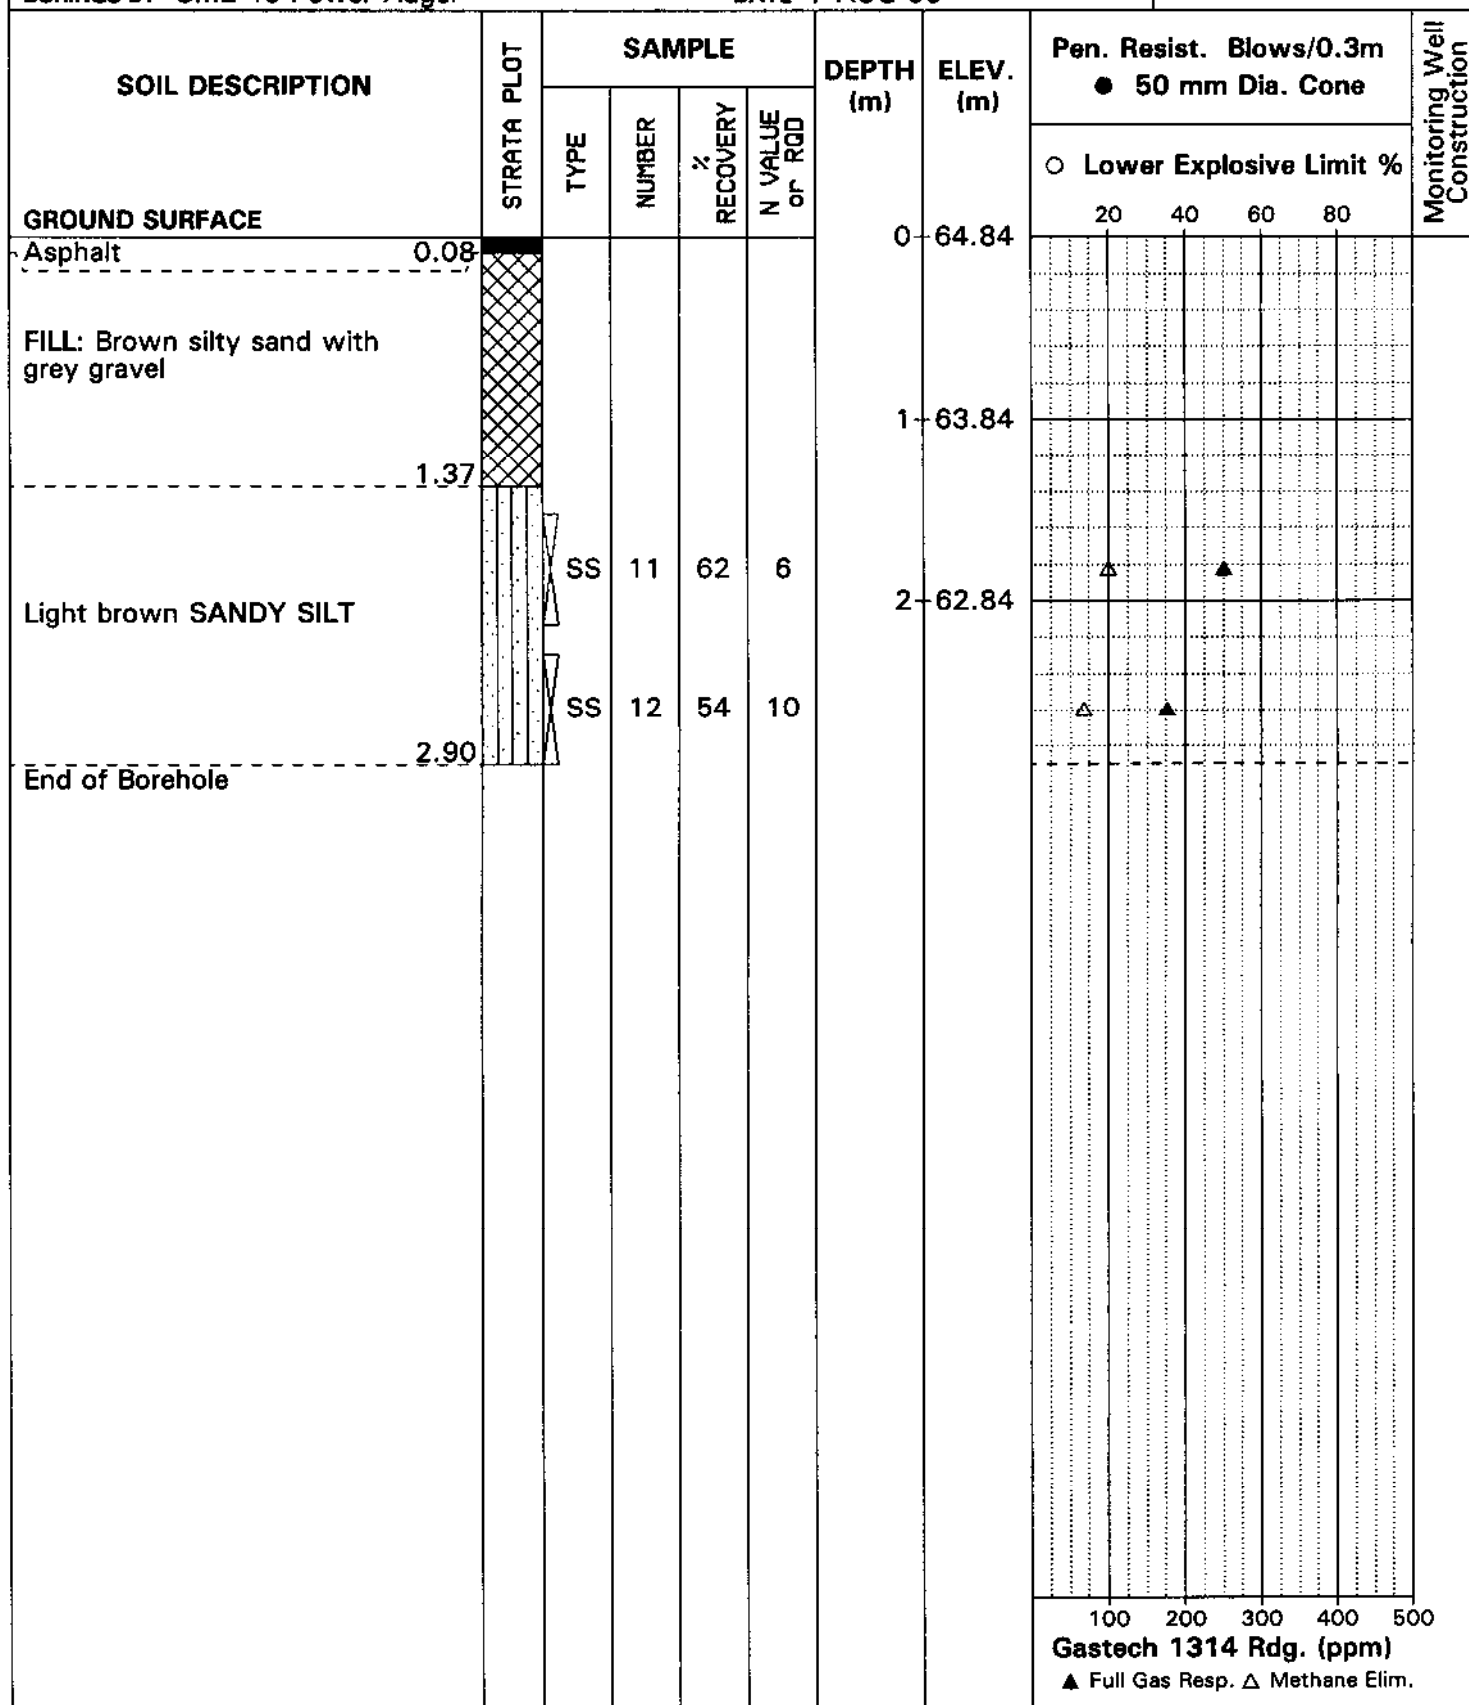 SOIL DESCRIPTION
STRATA PLOT
SAMPLE
TYPE
NUMBER
%
RECOVERY
N VALUE
or RQD
DEPTH
(m)
ELEV.
(m)
Pen. Resist. Blows/0.3m
● 50 mm Dia. Cone
○ Lower Explosive Limit %
20 40 60 80
Monitoring Well
Construction
GROUND SURFACE
0 64.84
Asphalt 0.08
FILL: Brown silty sand with
grey gravel
1 63.84
1.37
SS 11 62 6
2 62.84
Light brown SANDY SILT
SS 12 54 10
2.90
End of Borehole
100 200 300 400 500
Gastech 1314 Rdg. (ppm)
▲ Full Gas Resp. △ Methane Elim.